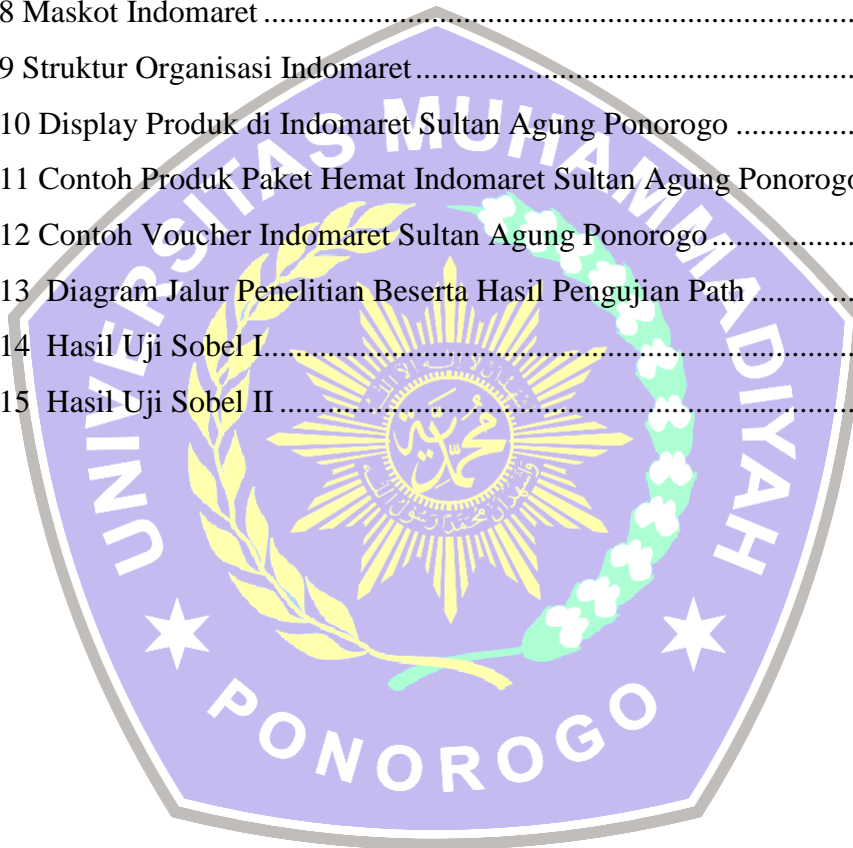 8 Maskot Indomaret ...........................................................................
9 Struktur Organisasi Indomaret ........................................................
10 Display Produk di Indomaret Sultan Agung Ponorogo ...............
11 Contoh Produk Paket Hemat Indomaret Sultan Agung Ponorogo
12 Contoh Voucher Indomaret Sultan Agung Ponorogo ..................
13 Diagram Jalur Penelitian Beserta Hasil Pengujian Path .............
14 Hasil Uji Sobel I...........................................................................
15 Hasil Uji Sobel II .........................................................................
UNIVERSITAS MUHAMMADIYAH
محمدية
PONOROGO